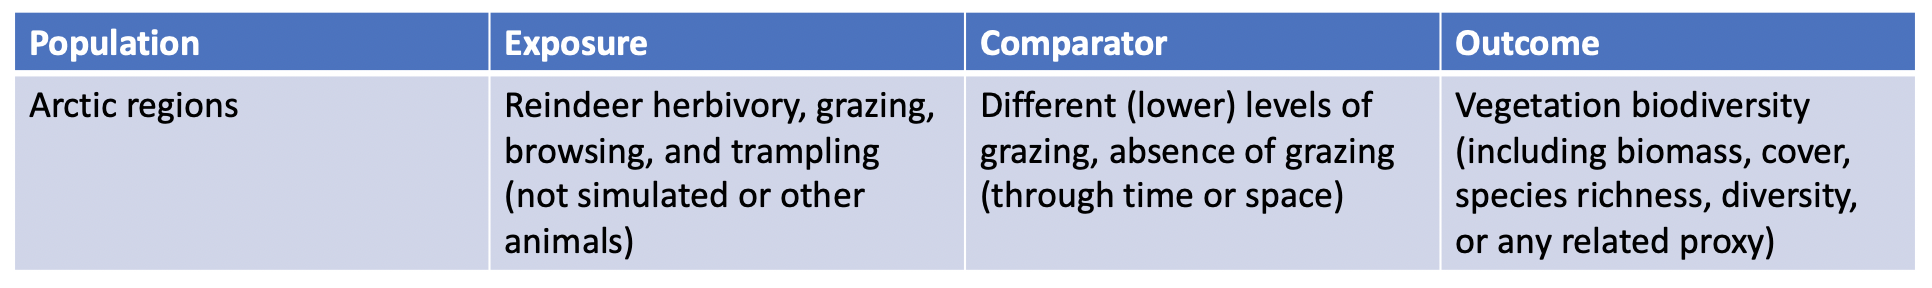 Population
Exposure
Comparator
Outcome
Arctic regions
Reindeer herbivory, grazing,
browsing, and trampling
(not simulated or other
animals)
Different (lower) levels of
grazing, absence of grazing
(through time or space)
Vegetation biodiversity
(including biomass, cover,
species richness, diversity,
or any related proxy)